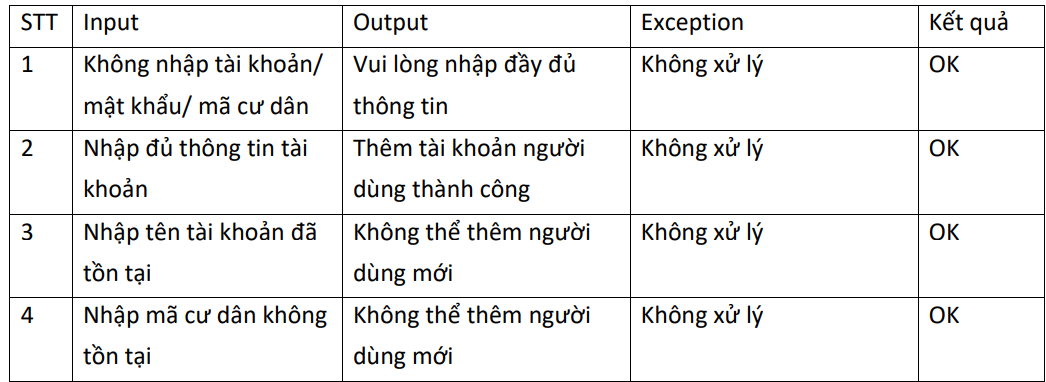 STT Input Output Exception Kết quả
1 Không nhập tài khoản/ Vui lòng nhập đầy đủ Không xử lý OK
mật khẩu/ mã cư dân thông tin
2 Nhập đủ thông tin tài Thêm tài khoản người Không xử lý OK
khoản dùng thành công
3 Nhập tên tài khoản đã Không thể thêm người Không xử lý OK
tồn tại dùng mới
4 Nhập mã cư dân không Không thể thêm người Không xử lý OK
tồn tại dùng mới